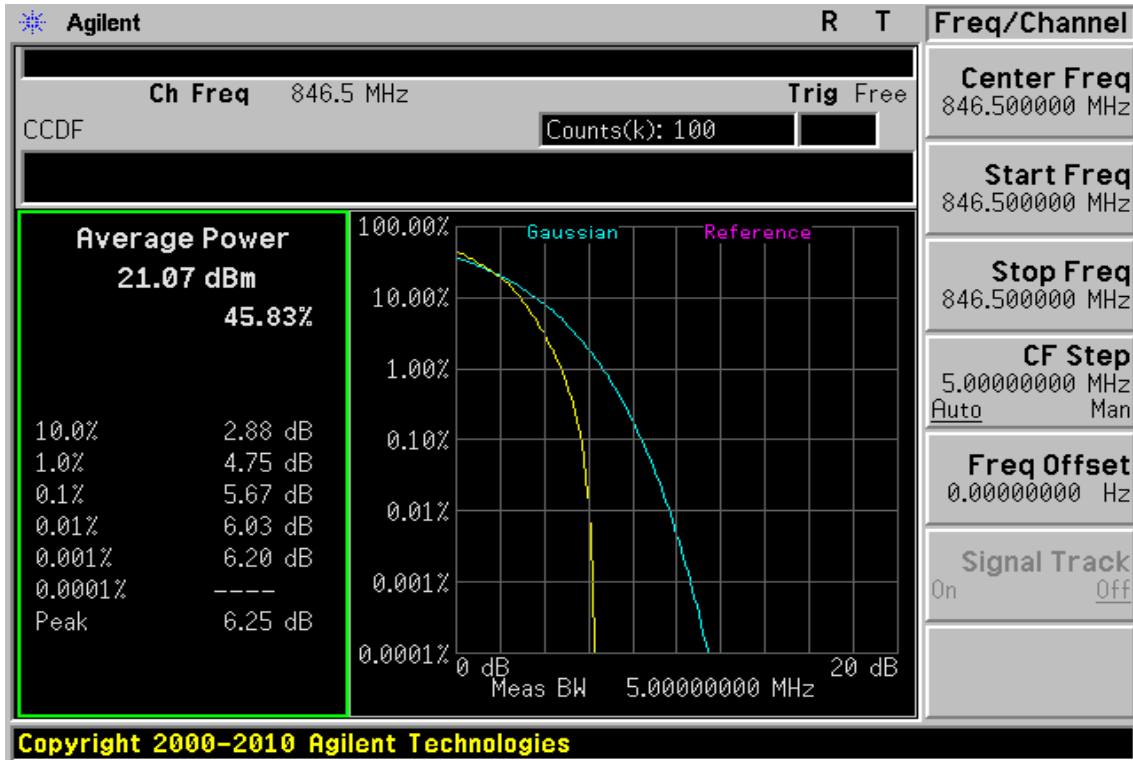 Agilent R T
Ch Freq 846.5 MHz Trig Free
CCDF Counts(k): 100
Average Power
21.07 dBm
45.83%
10.0% 2.88 dB
1.0% 4.75 dB
0.1% 5.67 dB
0.01% 6.03 dB
0.001% 6.20 dB
0.0001% ----
Peak 6.25 dB
Gaussian Reference
100.00%
10.00%
1.00%
0.10%
0.01%
0.001%
0.0001%
0 dB 20 dB
Meas BW 5.00000000 MHz
Freq/Channel
Center Freq
846.500000 MHz
Start Freq
846.500000 MHz
Stop Freq
846.500000 MHz
CF Step
5.00000000 MHz
Auto Man
Freq Offset
0.00000000 Hz
Signal Track
On Off
Copyright 2000-2010 Agilent Technologies